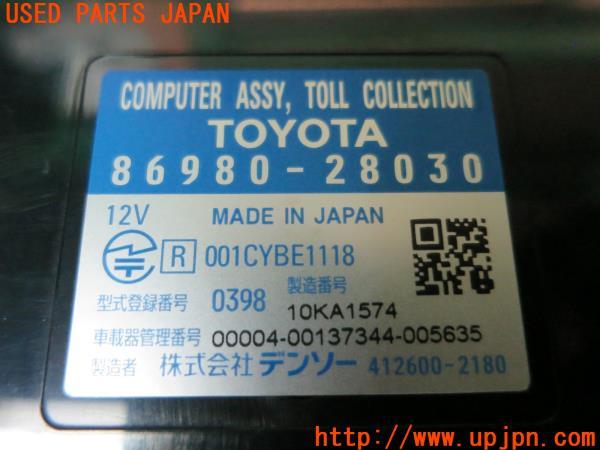 USED PARTS JAPAN
COMPUTER ASSY, TOLL COLLECTION
TOYOTA
86980-28030
12V MADE IN JAPAN
R 001CYBE1118
型式登録番号 0398 製造番号 10KA1574
車載器管理番号 00004-00137344-005635
製造者 株式会社 デンソー 412600-2180
http://www.upjpn.com